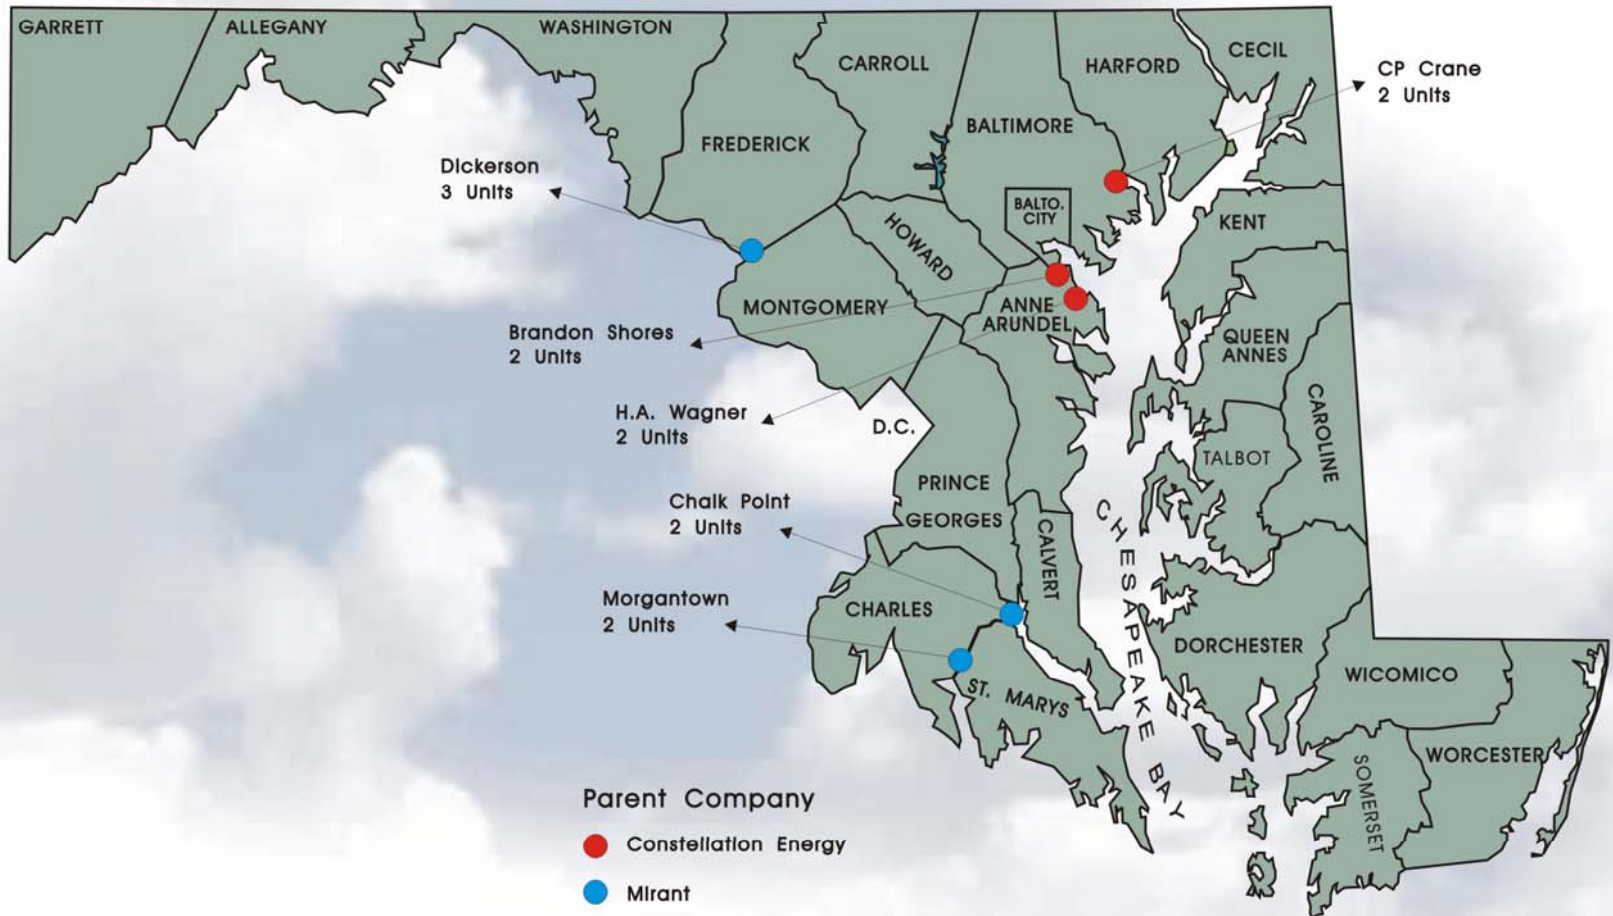 GARRETT
ALLEGANY
WASHINGTON
FREDERICK
CARROLL
BALTIMORE
HARFORD
CECIL
CP Crane
2 Units
Dickerson
3 Units
BALTO.
CITY
HOWARD
KENT
MONTGOMERY
ANNE
ARUNDEL
Brandon Shores
2 Units
QUEEN
ANNES
H.A. Wagner
2 Units
D.C.
CAROLINE
TALBOT
PRINCE
GEORGES
Chalk Point
2 Units
CALVERT
CHESAPEAKE BAY
Morgantown
2 Units
CHARLES
ST. MARYS
DORCHESTER
WICOMICO
WORCESTER
SOMERSET
Parent Company
Constellation Energy
Mirant